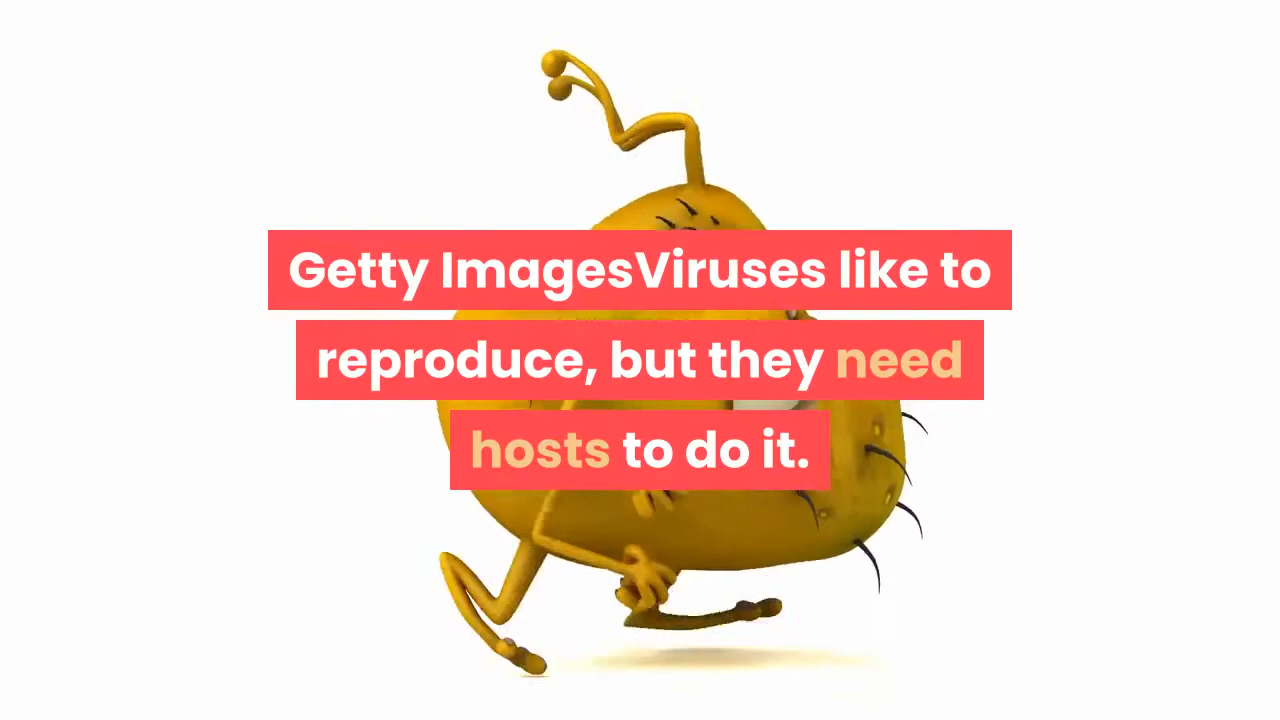 Getty ImagesViruses like to
reproduce, but they need
hosts to do it.